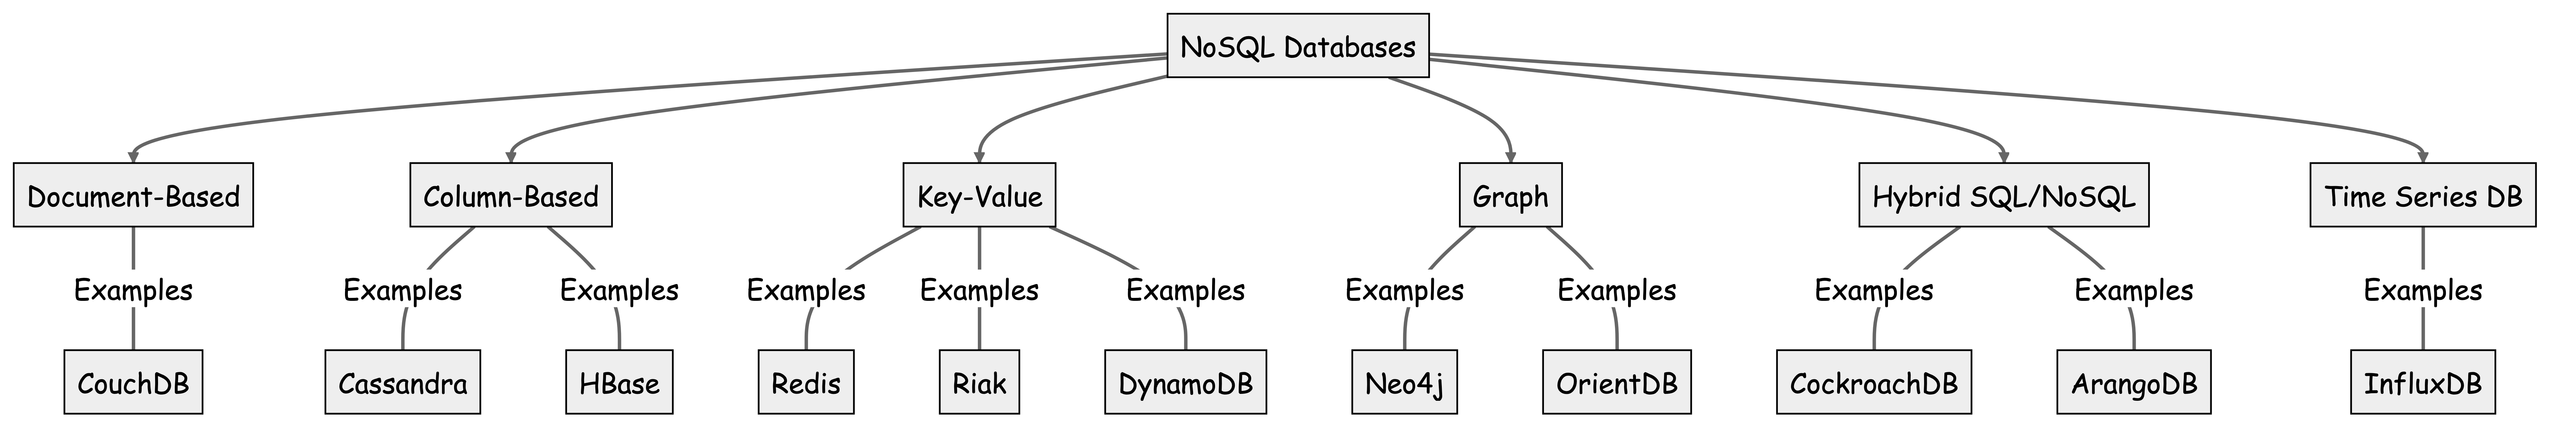 NoSQL Databases
Document-Based
Column-Based
Key-Value
Graph
Hybrid SQL/NoSQL
Time Series DB
Examples
Examples
Examples
Examples
Examples
Examples
Examples
Examples
Examples
Examples
Examples
CouchDB
Cassandra
HBase
Redis
Riak
DynamoDB
Neo4j
OrientDB
CockroachDB
ArangoDB
InfluxDB